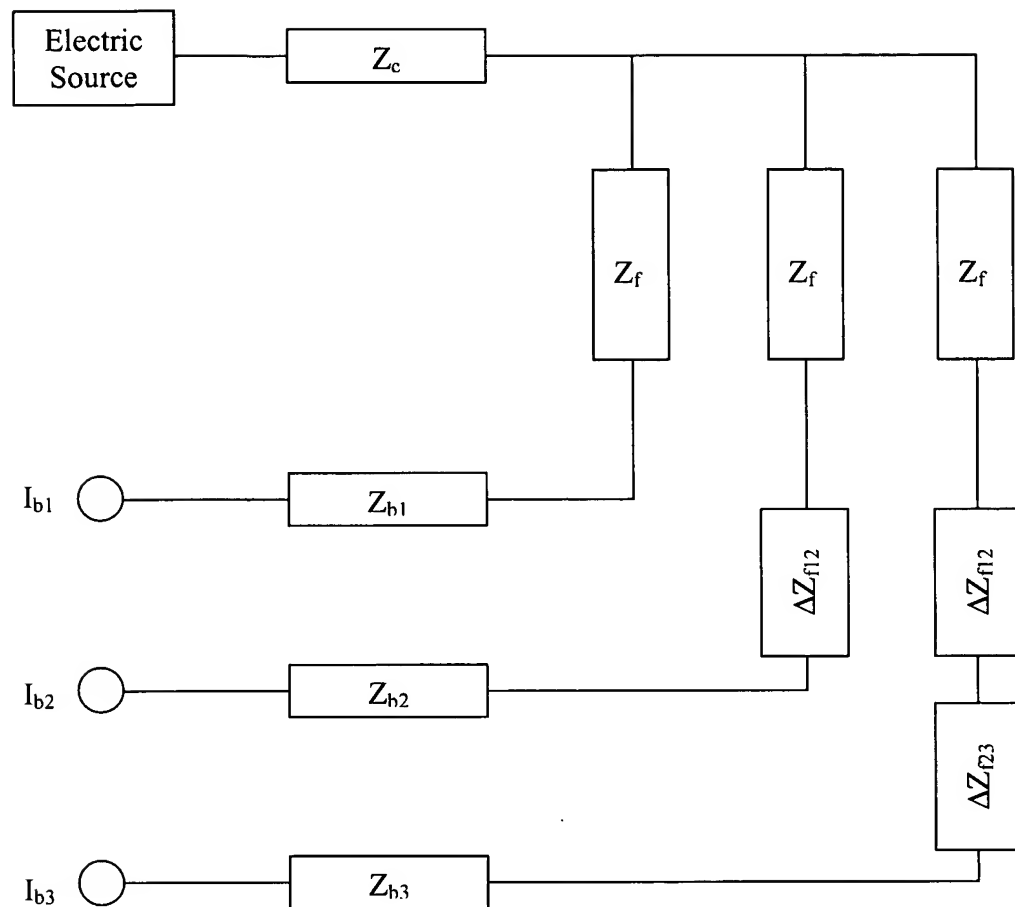 Electric
Source
Z_c
Z_f
Z_f
Z_f
I_b1
Z_b1
ΔZ_f12
ΔZ_f12
I_b2
Z_b2
ΔZ_f23
I_b3
Z_b3